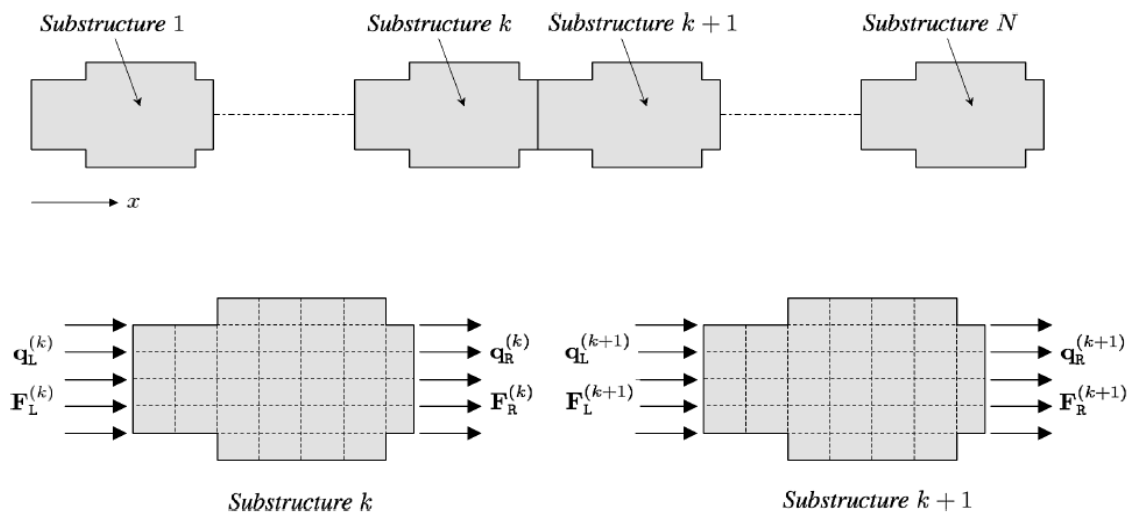 Substructure 1
Substructure k
Substructure k + 1
Substructure N
x
q_L^(k)
F_L^(k)
q_R^(k)
F_R^(k)
q_L^(k+1)
F_L^(k+1)
q_R^(k+1)
F_R^(k+1)
Substructure k
Substructure k + 1